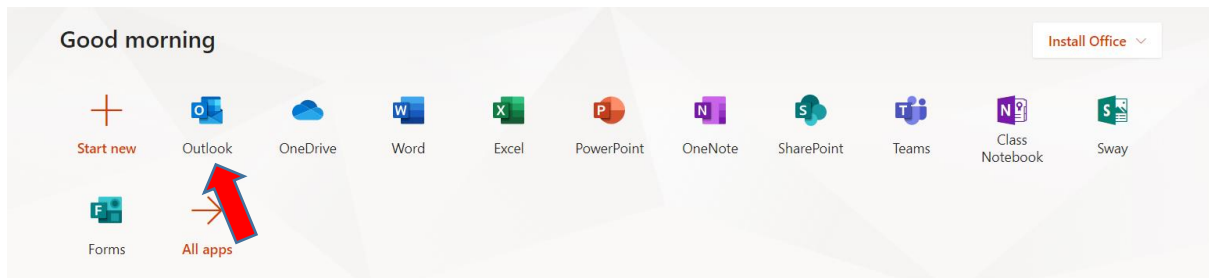 Good morning
Install Office
Start new
Outlook
OneDrive
Word
Excel
PowerPoint
OneNote
SharePoint
Teams
Class
Notebook
Sway
Forms
All apps